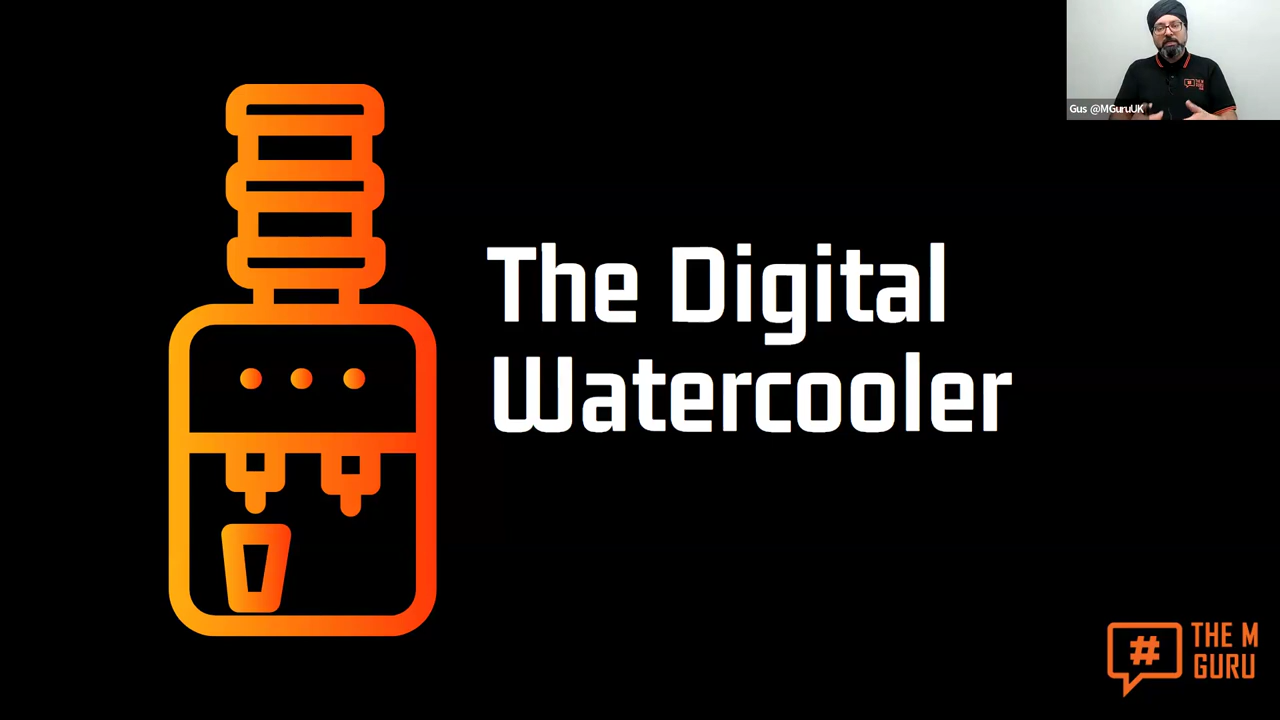 Gus @MGuruUK
The Digital
Watercooler
#
THE M
GURU